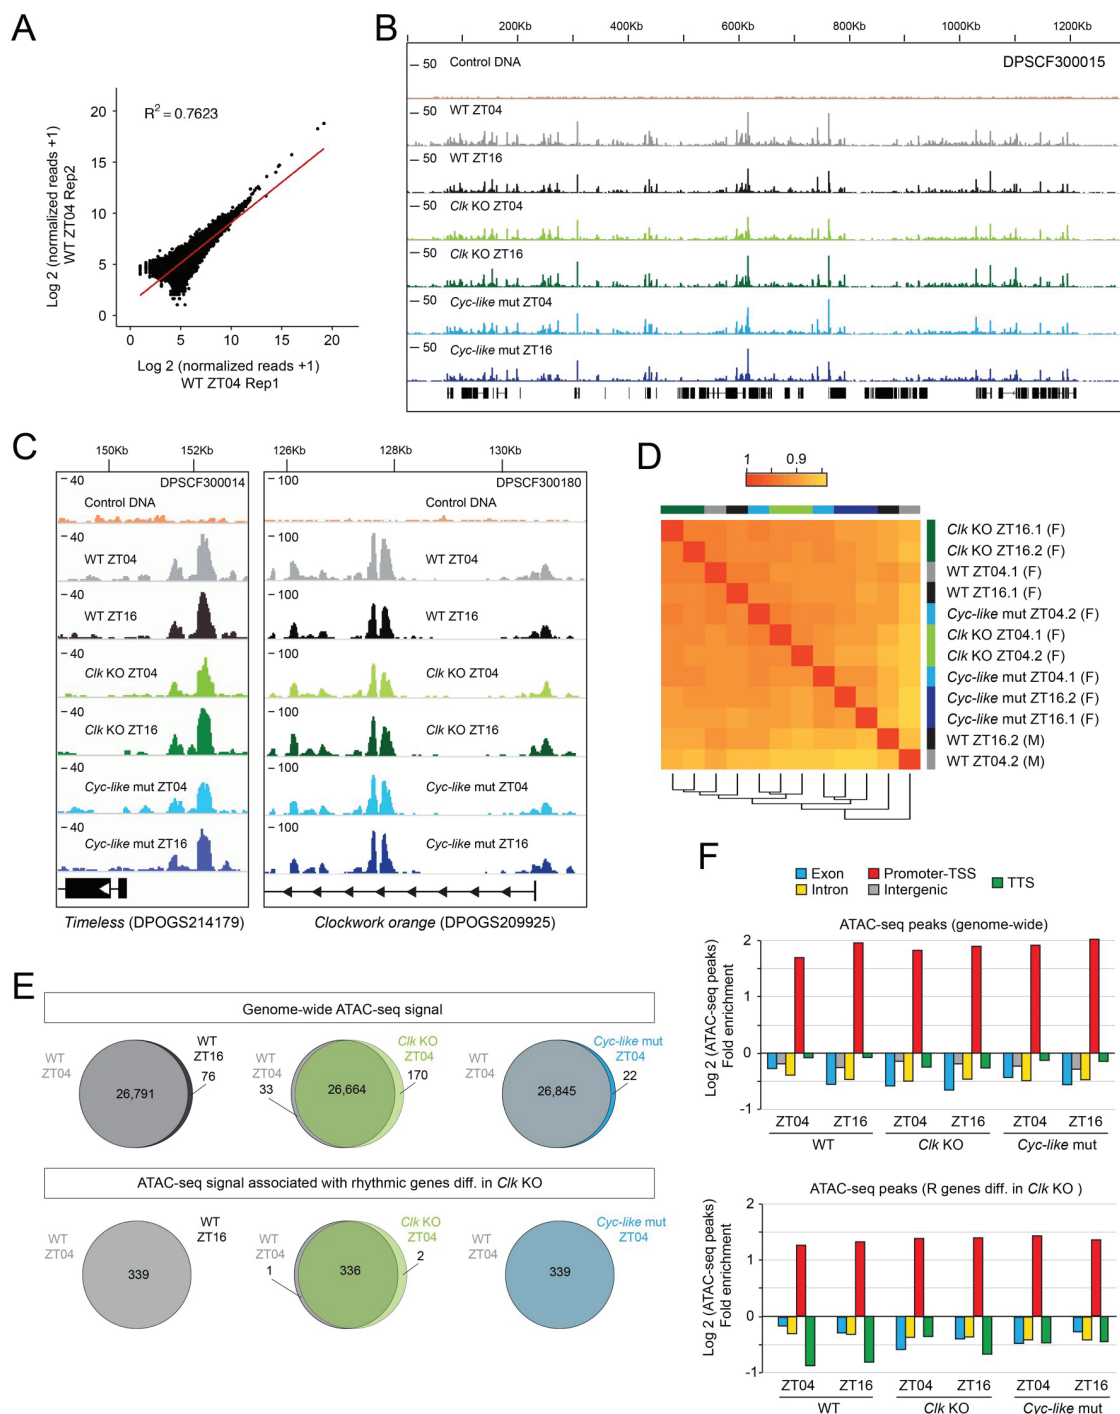 A
R² = 0.7623
20
15
10
5
0
0 5 10 15 20
Log 2 (normalized reads +1)
WT ZT04 Rep2
Log 2 (normalized reads +1)
WT ZT04 Rep1
B
200Kb 400Kb 600Kb 800Kb 1000Kb 1200Kb
DPSCF300015
50 Control DNA
50 WT ZT04
50 WT ZT16
50 Clk KO ZT04
50 Clk KO ZT16
50 Cyc-like mut ZT04
50 Cyc-like mut ZT16
C
150Kb 152Kb
DPSCF300014
40
Control DNA
40
WT ZT04
40
WT ZT16
40
Clk KO ZT04
40
Clk KO ZT16
40
Cyc-like mut ZT04
40
Cyc-like mut ZT16
Timeless (DPOGS214179)
126Kb 128Kb 130Kb
DPSCF300180
100
Control DNA
100
WT ZT04
100
WT ZT16
100
Clk KO ZT04
100
Clk KO ZT16
100
Cyc-like mut ZT04
100
Cyc-like mut ZT16
Clockwork orange (DPOGS209925)
D
1 0.9
Clk KO ZT16.1 (F)
Clk KO ZT16.2 (F)
WT ZT04.1 (F)
WT ZT16.1 (F)
Cyc-like mut ZT04.2 (F)
Clk KO ZT04.1 (F)
Clk KO ZT04.2 (F)
Cyc-like mut ZT04.1 (F)
Cyc-like mut ZT16.2 (F)
Cyc-like mut ZT16.1 (F)
WT ZT16.2 (M)
WT ZT04.2 (M)
E
Genome-wide ATAC-seq signal
WT
ZT04
WT
ZT16
26,791
76
WT
ZT04
Clk KO
ZT04
33
26,664
170
WT
ZT04
Cyc-like mut
ZT04
26,845
22
ATAC-seq signal associated with rhythmic genes diff. in Clk KO
WT
ZT04
WT
ZT16
339
WT
ZT04
Clk KO
ZT04
1
336
2
WT
ZT04
Cyc-like mut
ZT04
339
F
Exon Promoter-TSS TTS
Intron Intergenic
ATAC-seq peaks (genome-wide)
Log 2 (ATAC-seq peaks)
Fold enrichment
2
1
0
-1
ZT04 ZT16 ZT04 ZT16 ZT04 ZT16
WT Clk KO Cyc-like mut
ATAC-seq peaks (R genes diff. in Clk KO )
Log 2 (ATAC-seq peaks)
Fold enrichment
2
1
0
-1
ZT04 ZT16 ZT04 ZT16 ZT04 ZT16
WT Clk KO Cyc-like mut